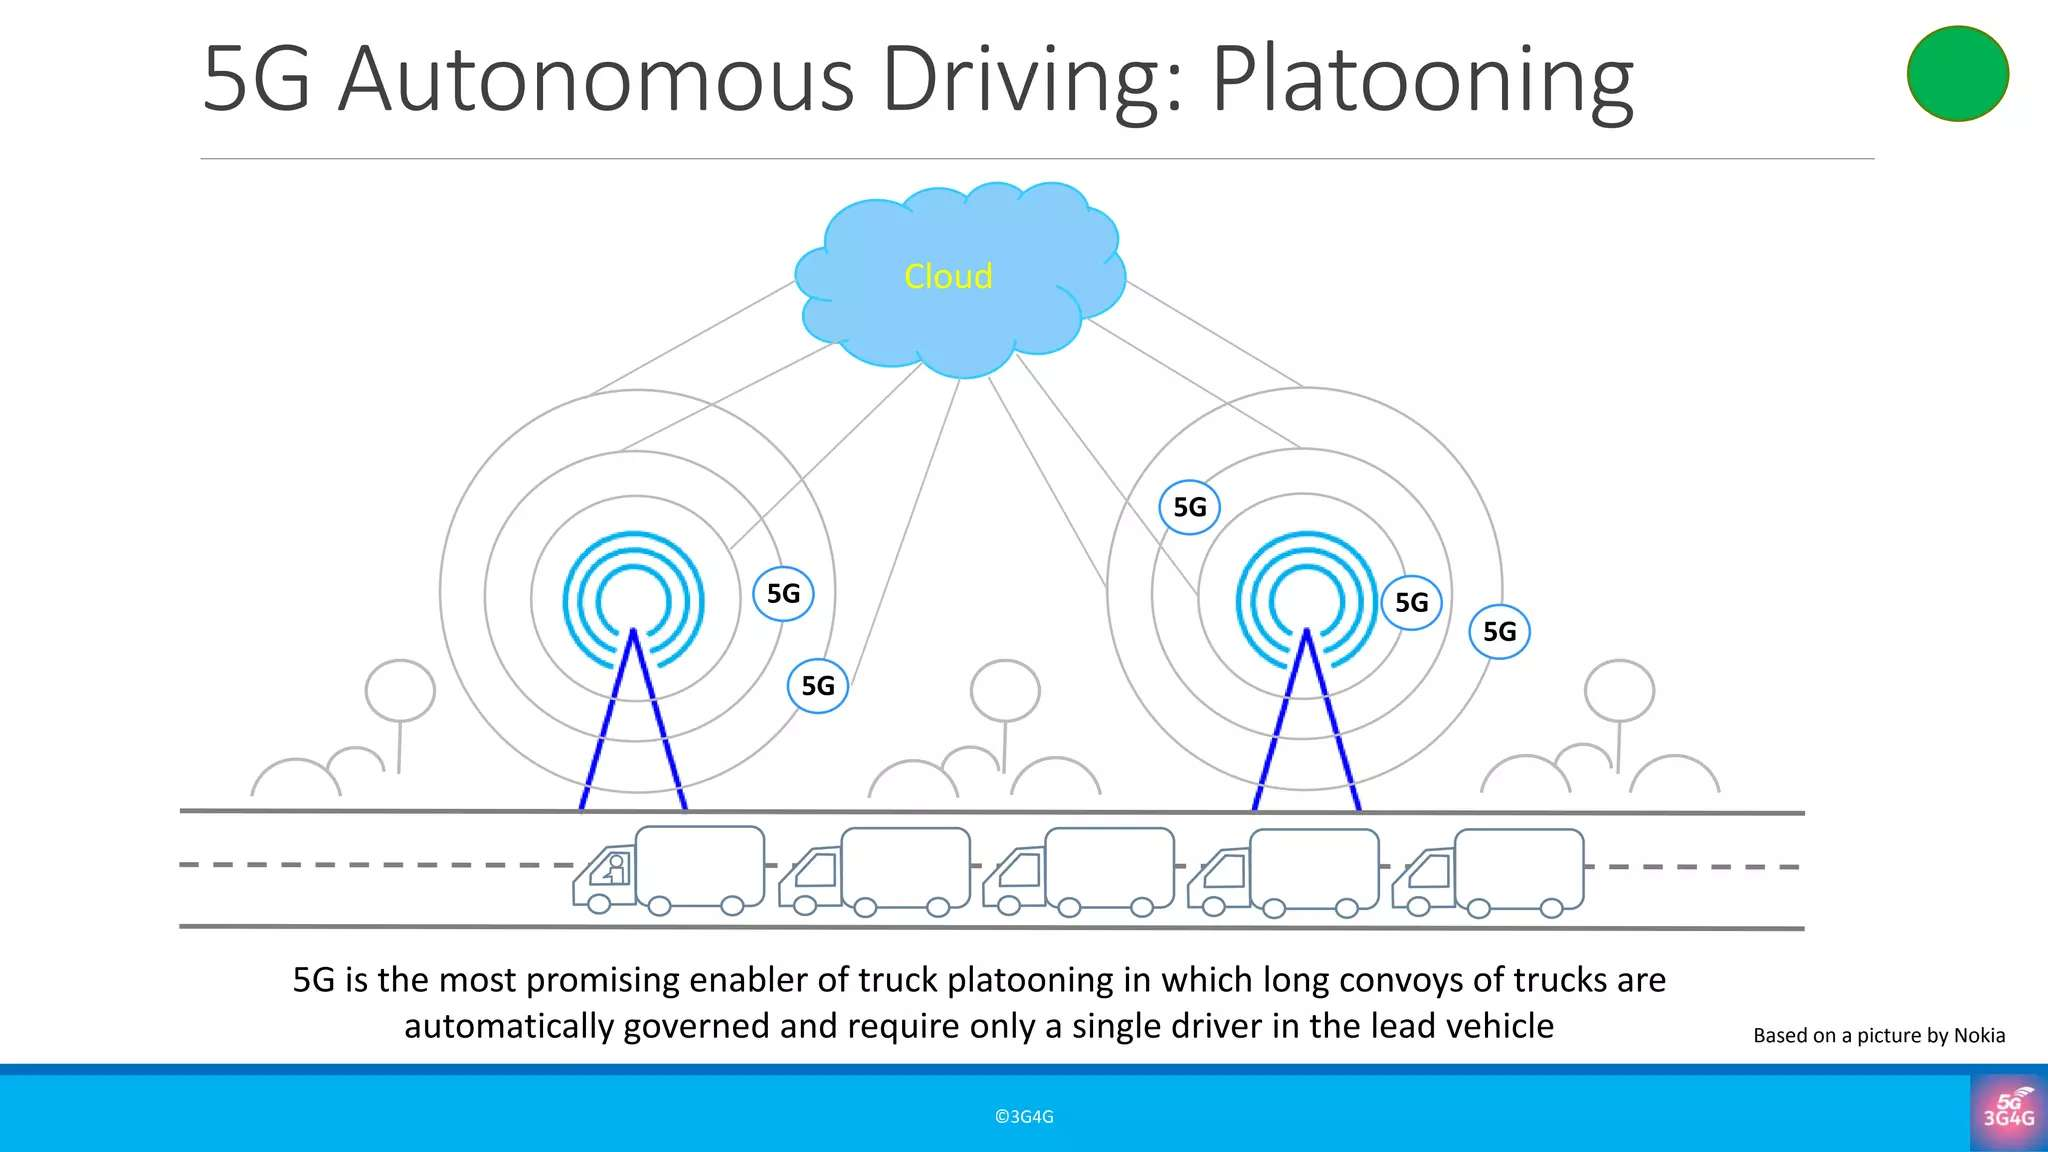 5G Autonomous Driving: Platooning
Cloud
5G
5G
5G
5G
5G
5G is the most promising enabler of truck platooning in which long convoys of trucks are
automatically governed and require only a single driver in the lead vehicle
Based on a picture by Nokia
©3G4G
5G
3G4G